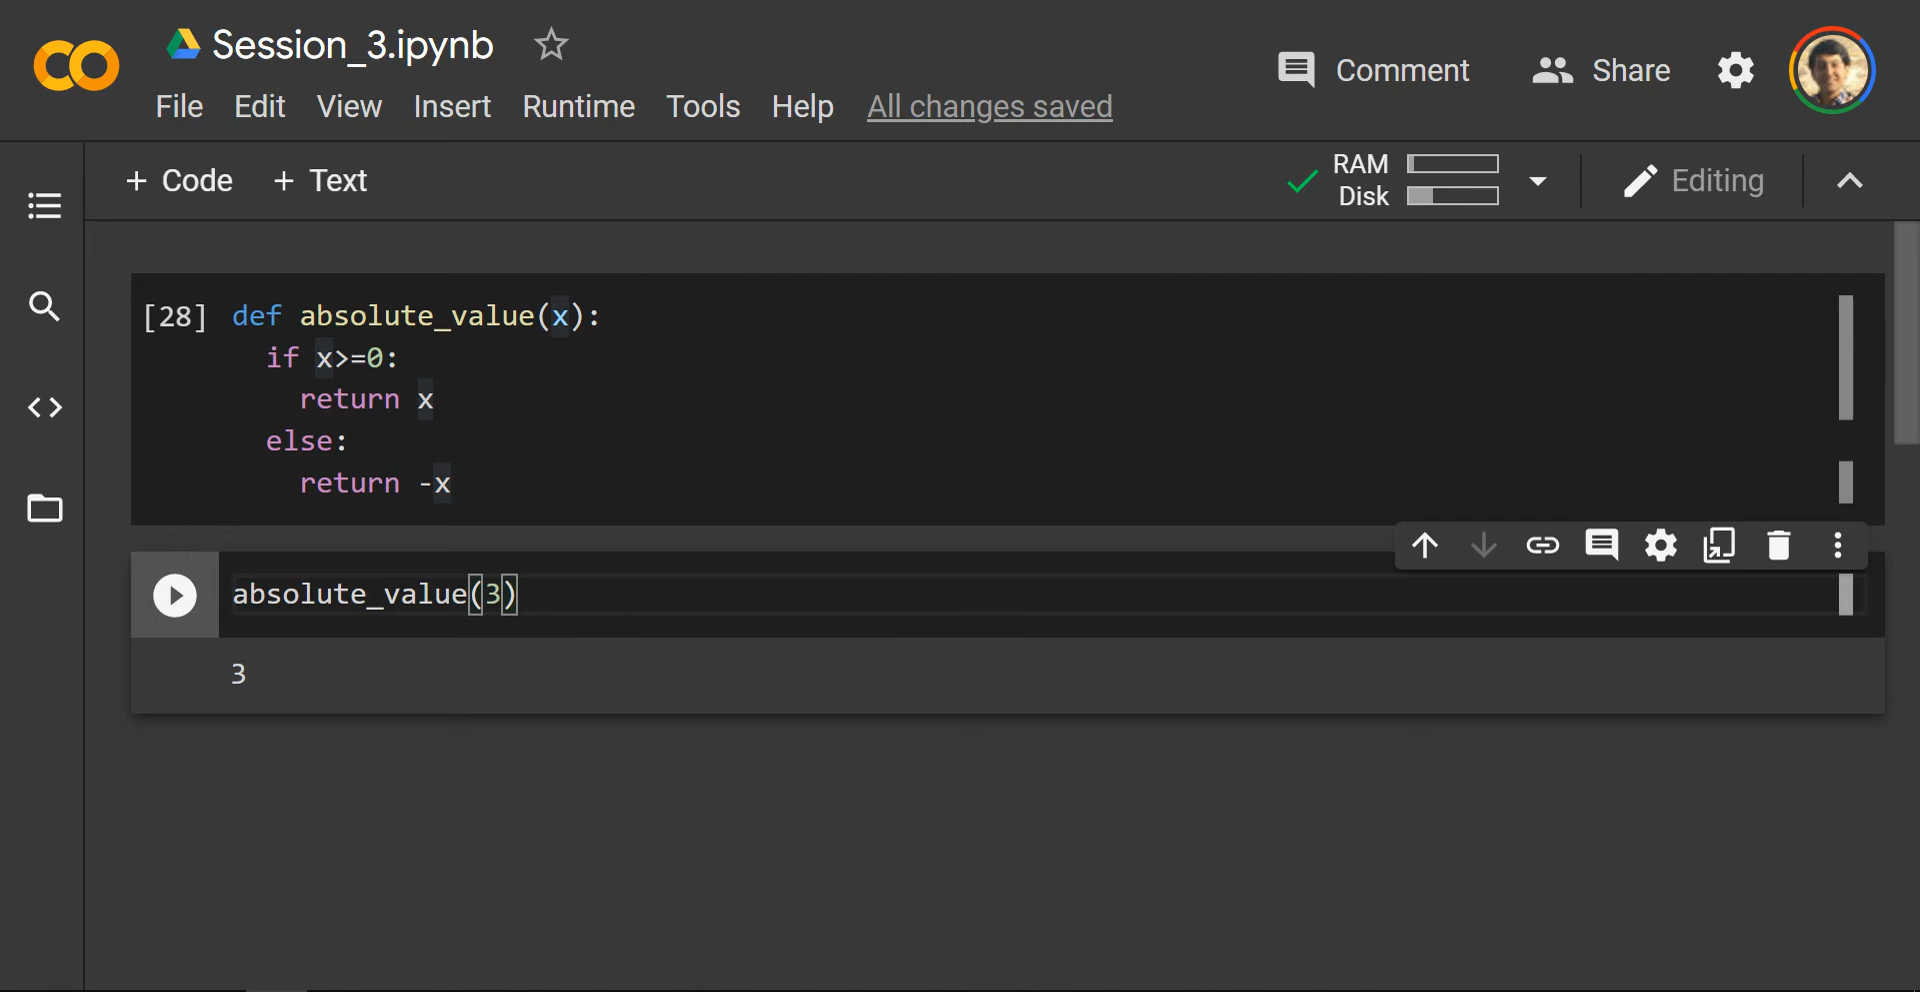 Session_3.ipynb
Comment
Share
File Edit View Insert Runtime Tools Help All changes saved
+ Code + Text
RAM
Disk
Editing
[28] def absolute_value(x):
if x>=0:
return x
else:
return -x
absolute_value(3)
3